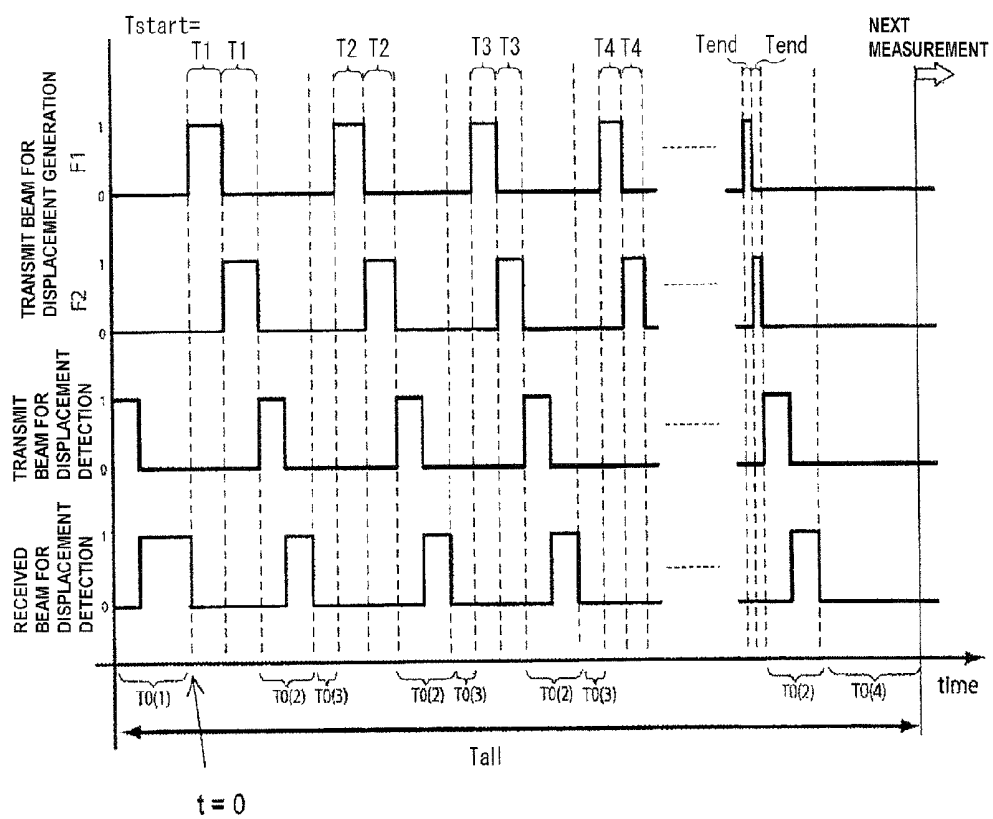 Tstart=
T1 T1 T2 T2 T3 T3 T4 T4 Tend Tend
NEXT
MEASUREMENT
TRANSMIT BEAM FOR
DISPLACEMENT GENERATION
F1
1
0
F2
1
0
TRANSMIT
BEAM FOR
DISPLACEMENT
DETECTION
1
0
RECEIVED
BEAM FOR
DISPLACEMENT
DETECTION
1
0
T0(1) T0(2) T0(3) T0(2) T0(3) T0(2) T0(3) T0(2) T0(4) time
Tall
t = 0